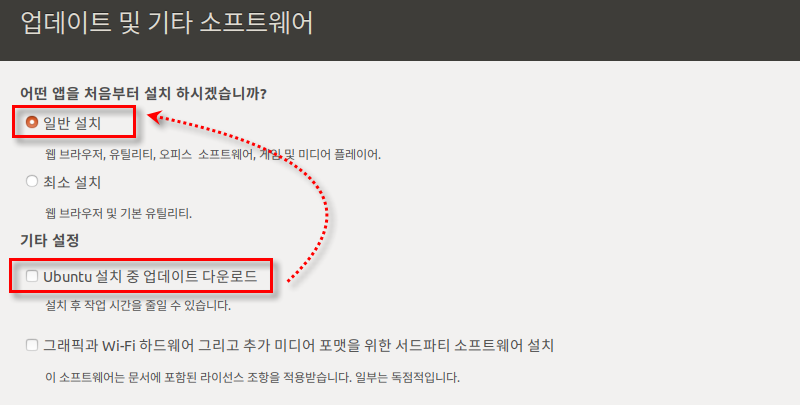 업데이트 및 기타 소프트웨어
어떤 앱을 처음부터 설치 하시겠습니까?
일반 설치
웹 브라우저, 유틸리티, 오피스 소프트웨어, 게임 및 미디어 플레이어.
최소 설치
웹 브라우저 및 기본 유틸리티.
기타 설정
Ubuntu 설치 중 업데이트 다운로드
설치 후 작업 시간을 줄일 수 있습니다.
그래픽과 Wi-Fi 하드웨어 그리고 추가 미디어 포맷을 위한 서드파티 소프트웨어 설치
이 소프트웨어는 문서에 포함된 라이선스 조항을 적용받습니다. 일부는 독점적입니다.